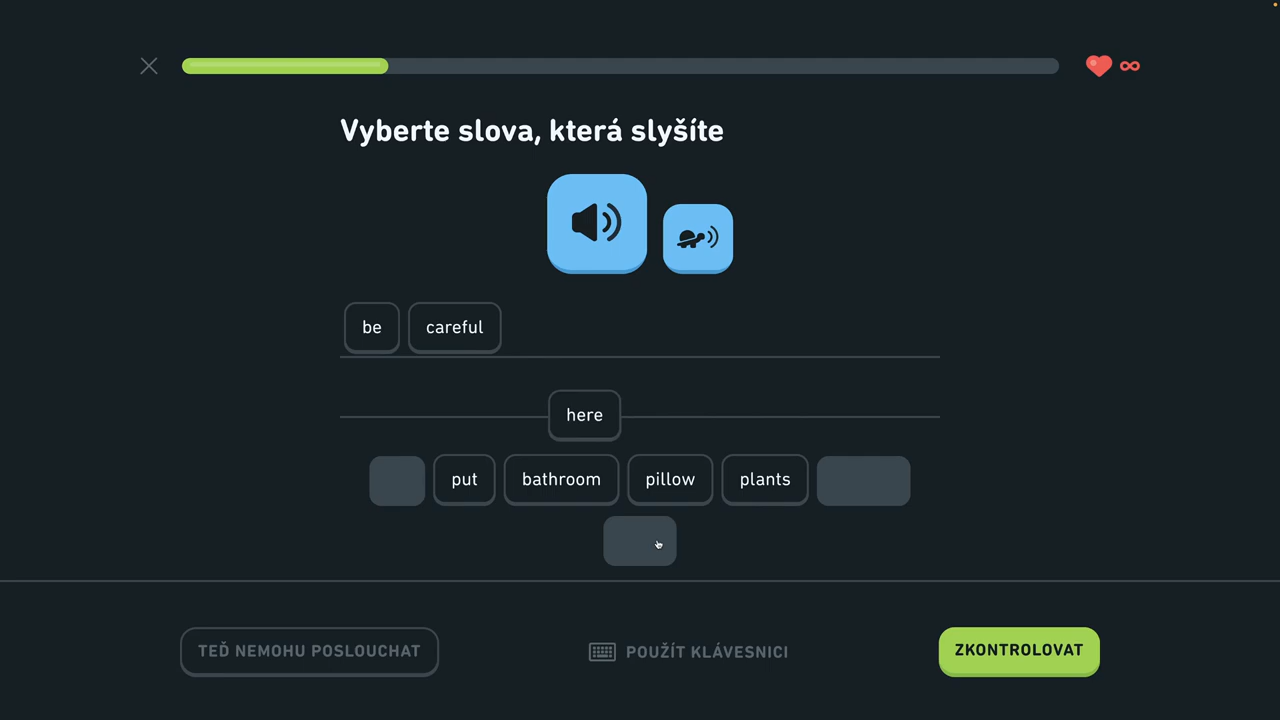 ∞
Vyberte slova, která slyšíte
be careful
here
put bathroom pillow plants
TEĎ NEMOHU POSLOUCHAT POUŽÍT KLÁVESNICI ZKONTROLOVAT